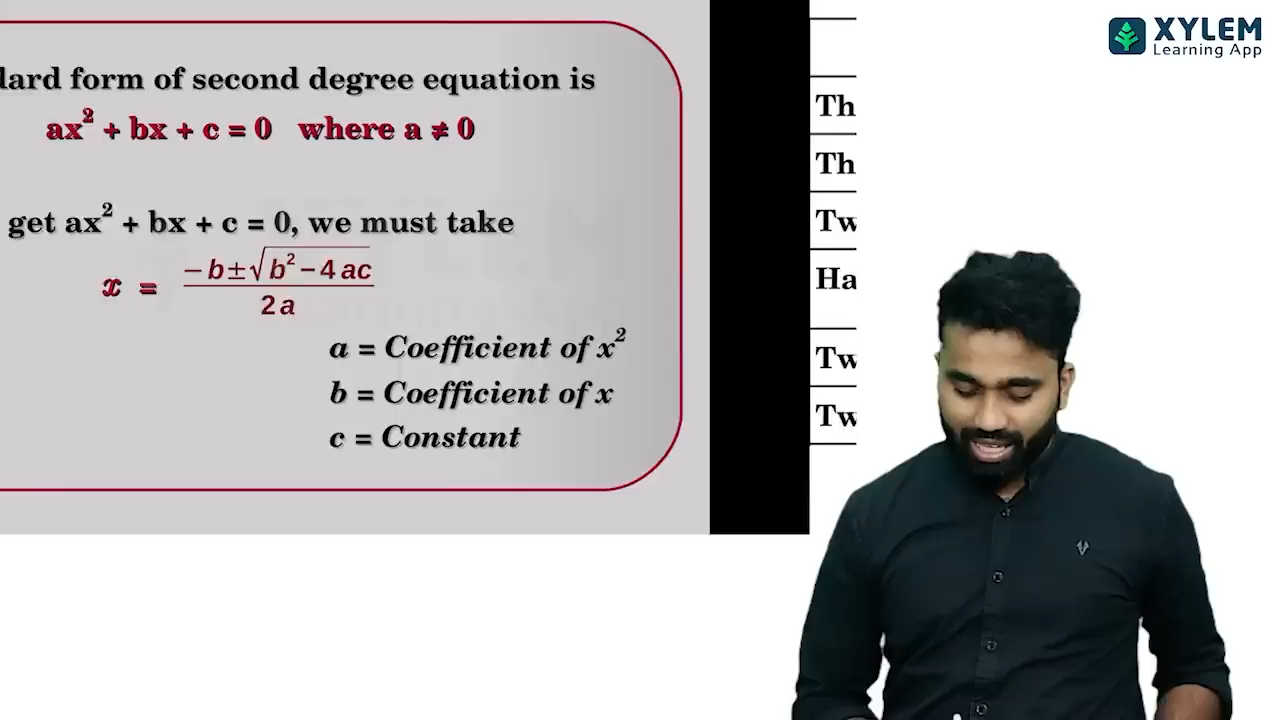 XYLEM
Learning App
dard form of second degree equation is
ax² + bx + c = 0 where a ≠ 0
get ax² + bx + c = 0, we must take
x = −b±√b²−4ac
2a
a = Coefficient of x²
b = Coefficient of x
c = Constant
Th
Th
Tw
Ha
Tw
Tw